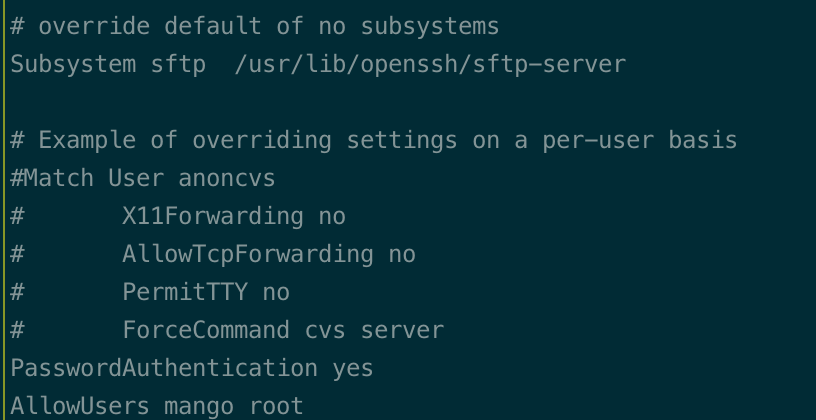 # override default of no subsystems
Subsystem sftp  /usr/lib/openssh/sftp-server

# Example of overriding settings on a per-user basis
#Match User anoncvs
#       X11Forwarding no
#       AllowTcpForwarding no
#       PermitTTY no
#       ForceCommand cvs server
PasswordAuthentication yes
AllowUsers mango root